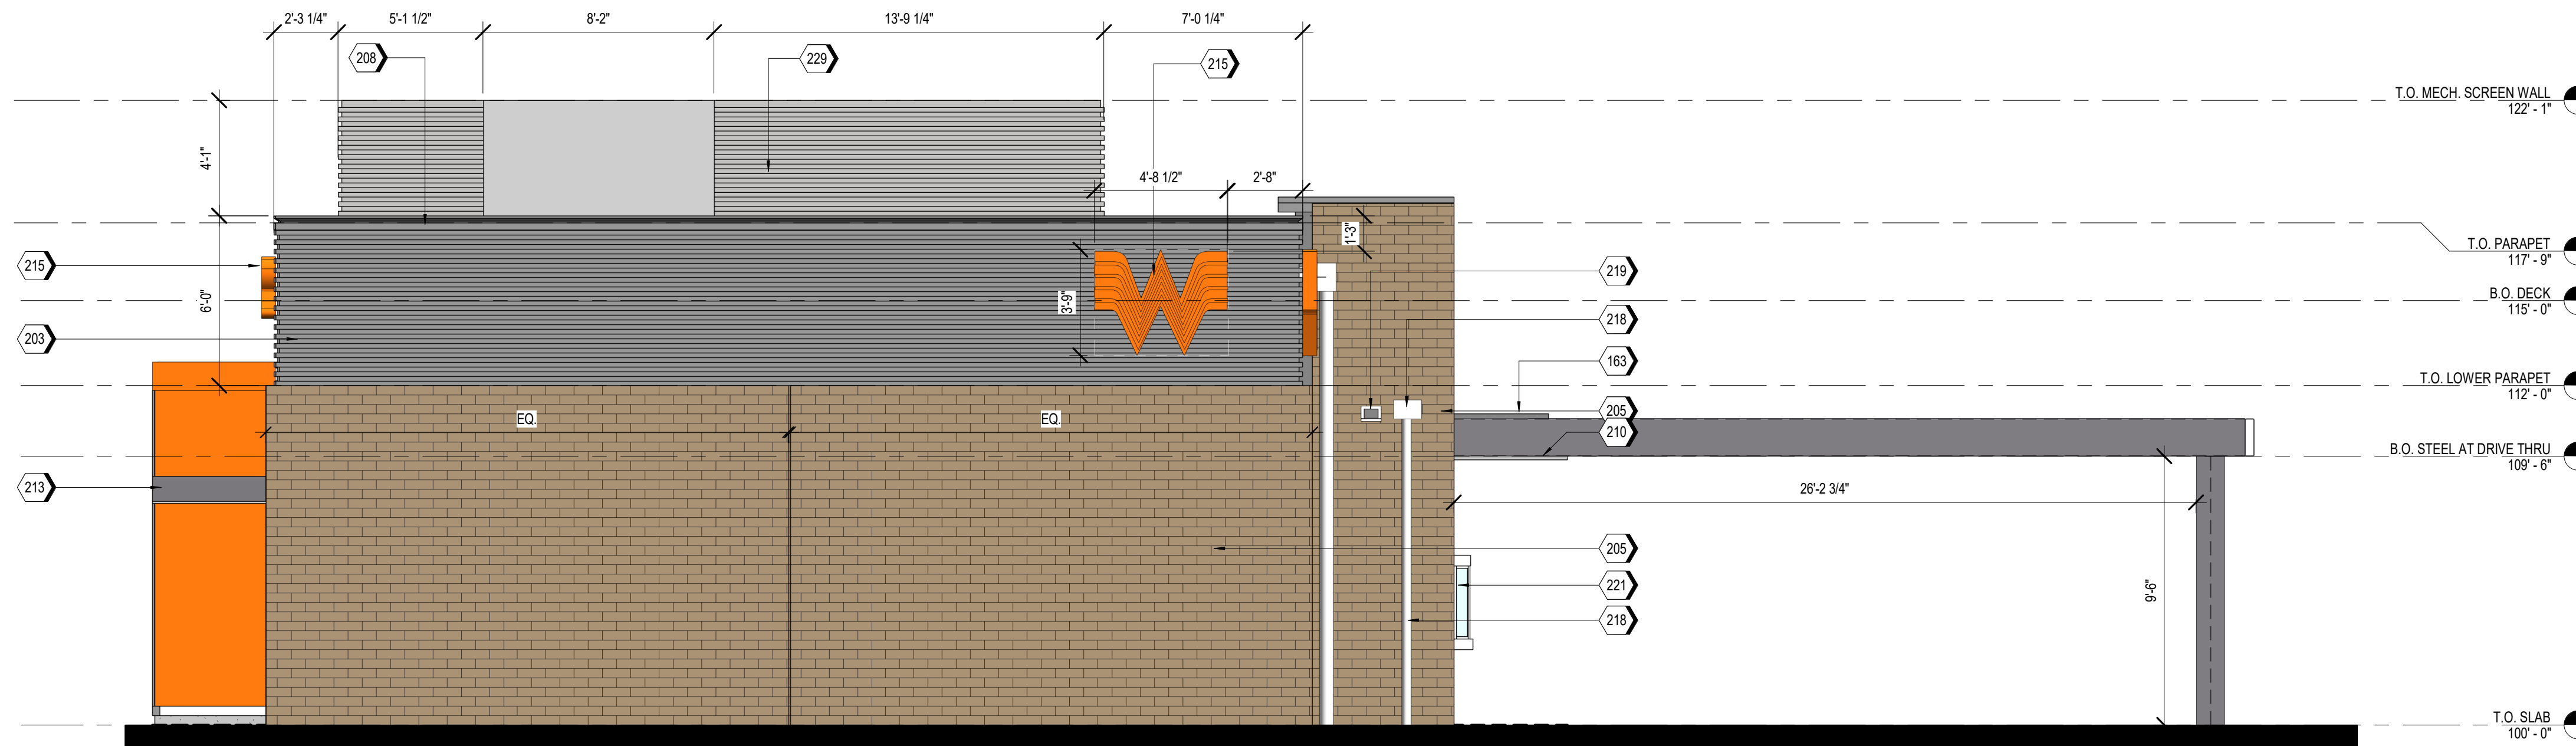 2'-3 1/4" 5'-1 1/2" 8'-2" 13'-9 1/4" 7'-0 1/4"
208 229 215
T.O. MECH. SCREEN WALL
122' - 1"
4'-1"
4'-8 1/2" 2'-8"
1'-3"
T.O. PARAPET
117' - 9"
215
219
B.O. DECK
115' - 0"
6'-0"
3'-9"
218
203
163
T.O. LOWER PARAPET
112' - 0"
EQ. EQ.
205
210
B.O. STEEL AT DRIVE THRU
109' - 6"
213
26'-2 3/4"
205
221
9'-6"
218
T.O. SLAB
100' - 0"